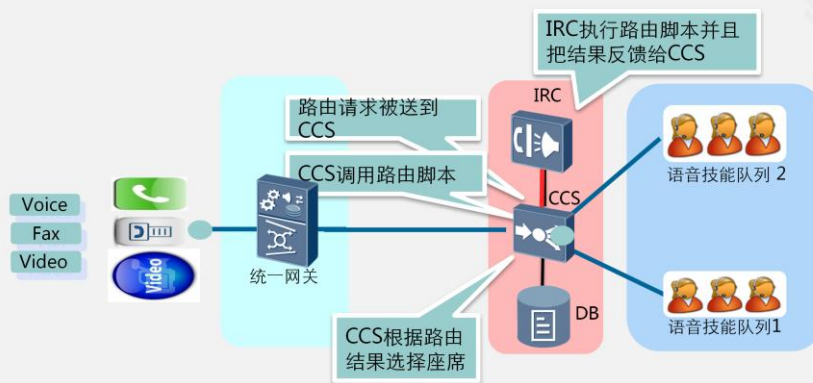 IRC执行路由脚本并且
把结果反馈给CCS
IRC
路由请求被送到
CCS
CCS调用路由脚本
CCS
语音技能队列 2
Voice
Fax
Video
Video
统一网关
CCS根据路由
结果选择座席
DB
语音技能队列1